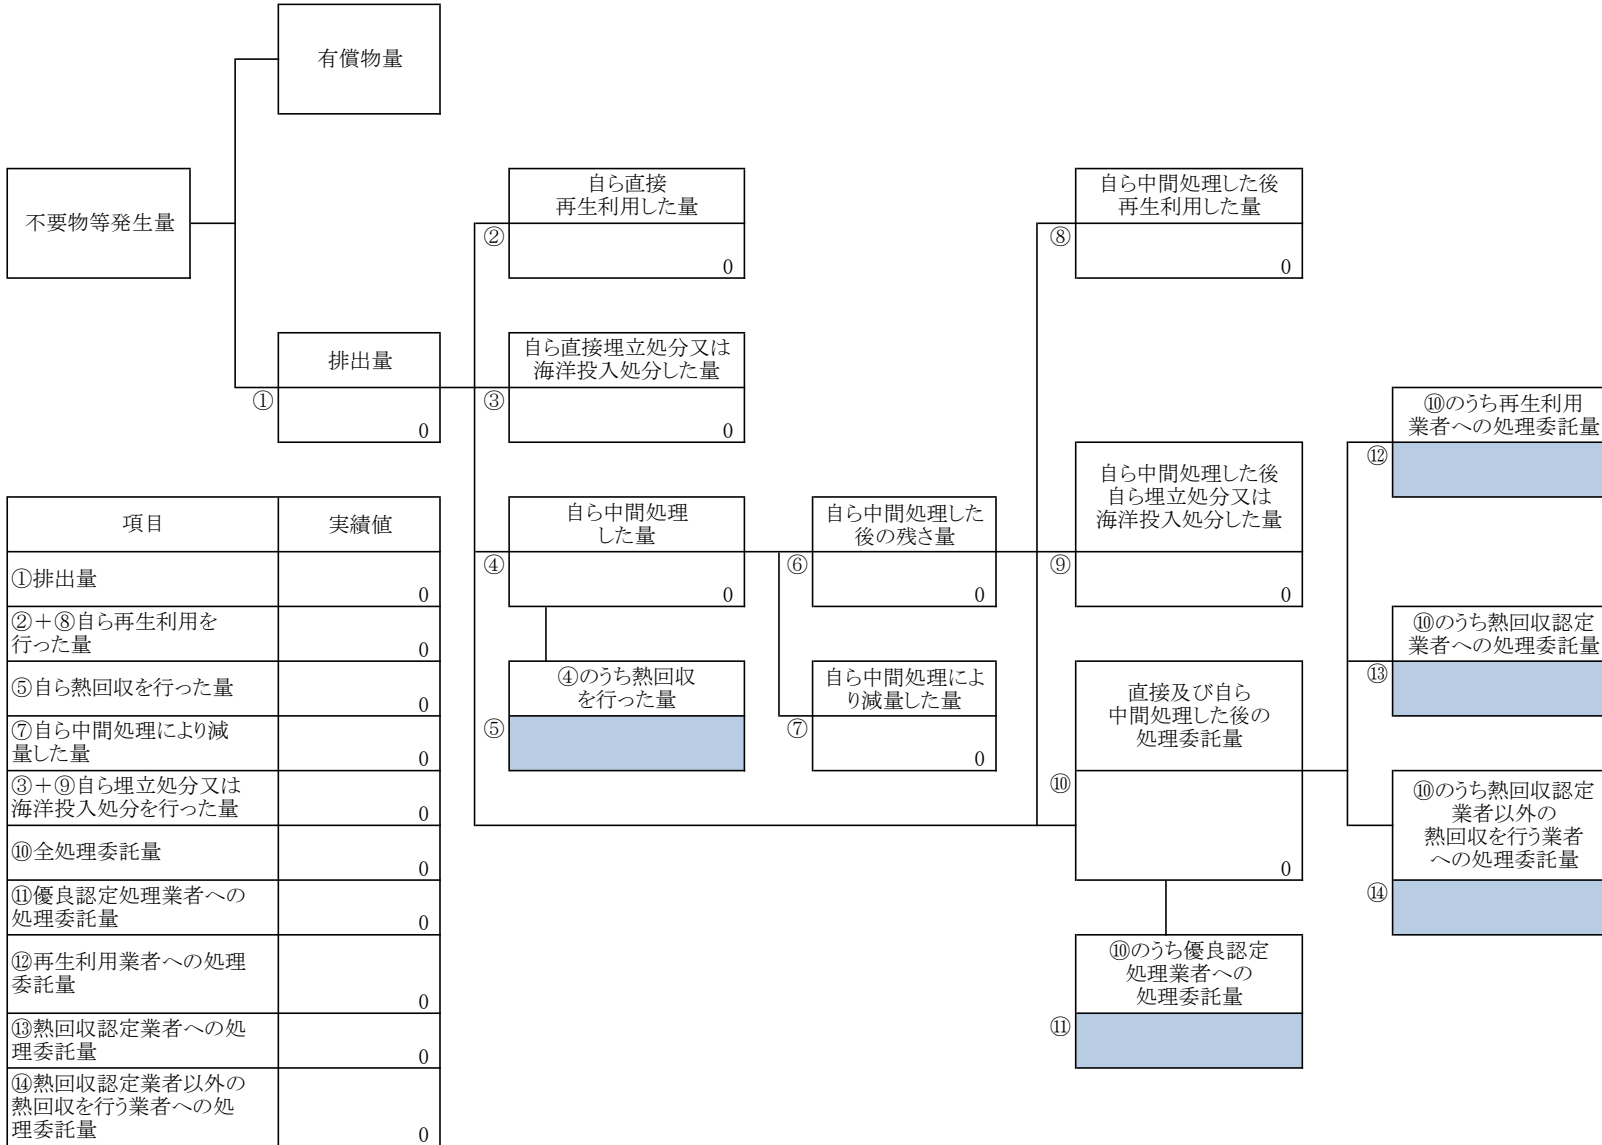 有償物量
不要物等発生量
自ら直接
再生利用した量
②
0
自ら中間処理した後
再生利用した量
⑧
0
排出量
①
0
自ら直接埋立処分又は
海洋投入処分した量
③
0
⑩のうち再生利用
業者への処理委託量
⑫
自ら中間処理
した量
④
0
自ら中間処理した
後の残さ量
⑥
0
自ら中間処理した後
自ら埋立処分又は
海洋投入処分した量
⑨
0
⑩のうち熱回収認定
業者への処理委託量
⑬
④のうち熱回収
を行った量
⑤
自ら中間処理によ
り減量した量
⑦
0
直接及び自ら
中間処理した後の
処理委託量
⑩
0
⑩のうち熱回収認定
業者以外の
熱回収を行う業者
への処理委託量
⑭
⑩のうち優良認定
処理業者への
処理委託量
⑪
項目 実績値
①排出量
0
②+⑧自ら再生利用を
行った量
0
⑤自ら熱回収を行った量
0
⑦自ら中間処理により減
量した量
0
③+⑨自ら埋立処分又は
海洋投入処分を行った量
0
⑩全処理委託量
0
⑪優良認定処理業者への
処理委託量
0
⑫再生利用業者への処理
委託量
0
⑬熱回収認定業者への処
理委託量
0
⑭熱回収認定業者以外の
熱回収を行う業者への処
理委託量
0